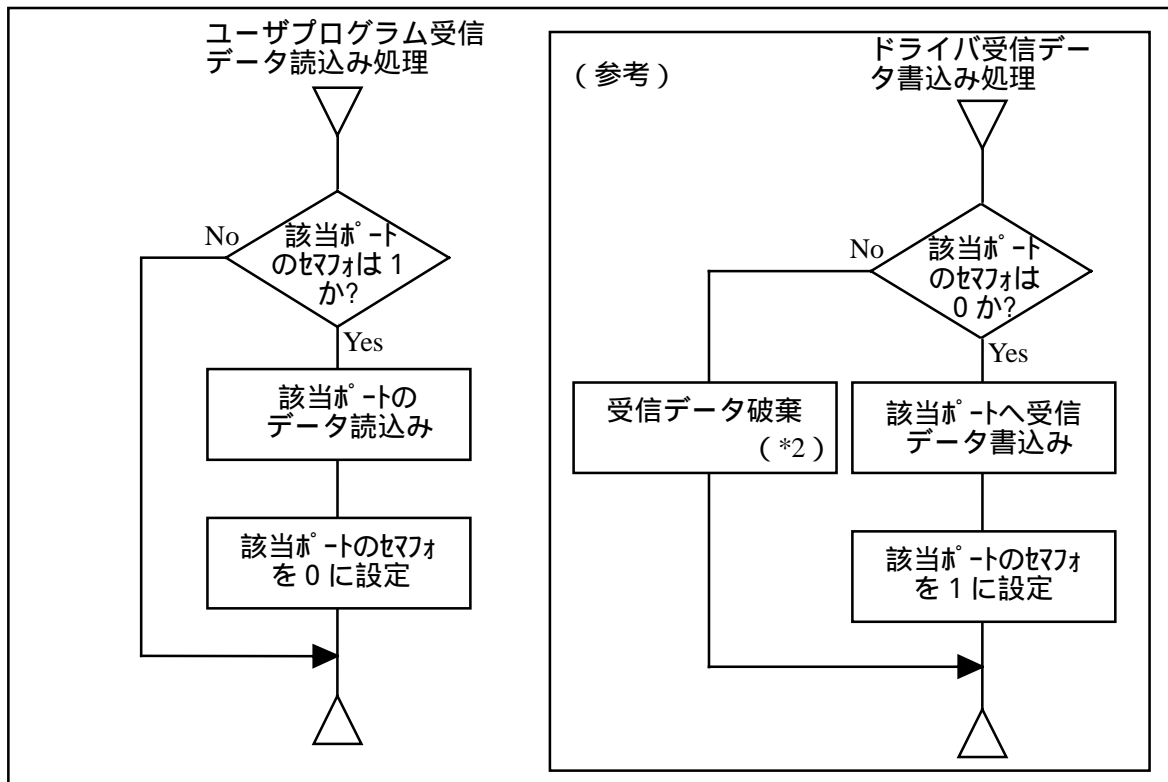 ユーザプログラム受信
データ読込み処理
No
該当ﾎﾟｰﾄ
のｾﾏﾌｫは 1
か?
Yes
該当ﾎﾟｰﾄの
データ読込み
該当ﾎﾟｰﾄのｾﾏﾌｫ
を 0 に設定
(参考)
ドライバ受信デー
タ書込み処理
No
該当ﾎﾟｰﾄ
のｾﾏﾌｫは
0 か?
Yes
受信データ破棄
(*2)
該当ﾎﾟｰﾄへ受信
データ書込み
該当ﾎﾟｰﾄのｾﾏﾌｫ
を 1 に設定